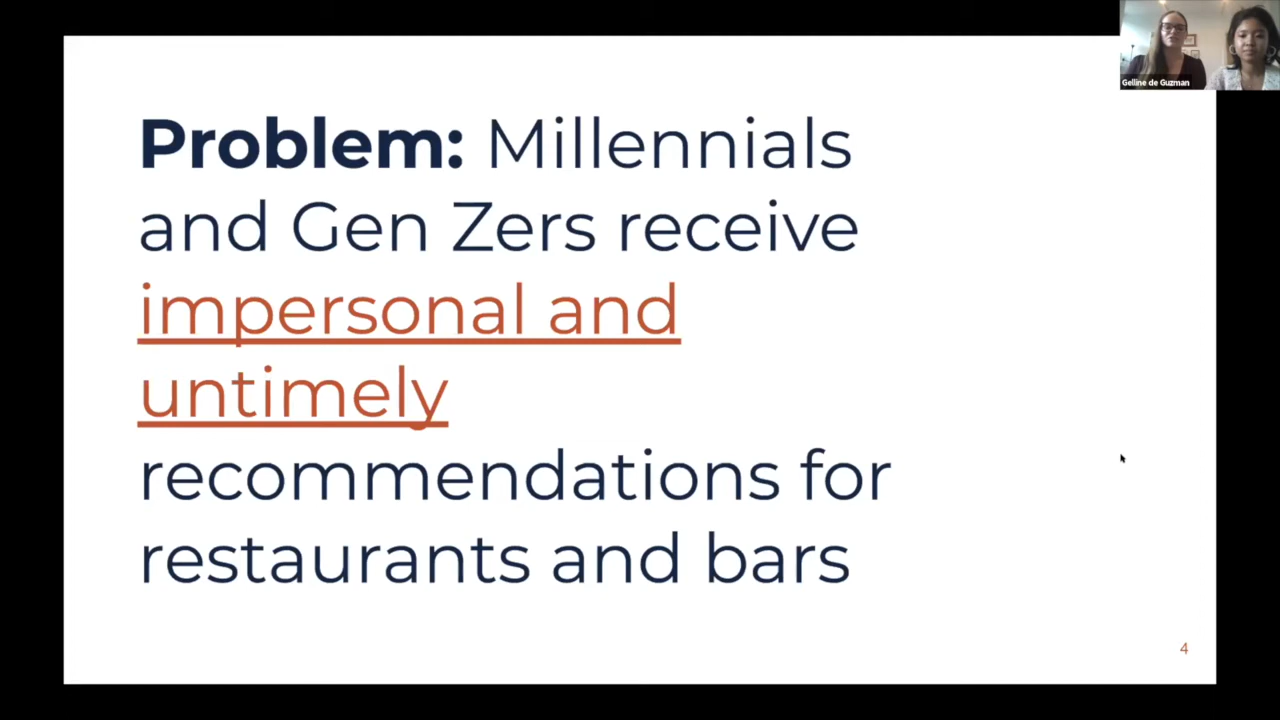 Gelline de Guzman
Problem: Millennials
and Gen Zers receive
impersonal and
untimely
recommendations for
restaurants and bars
4